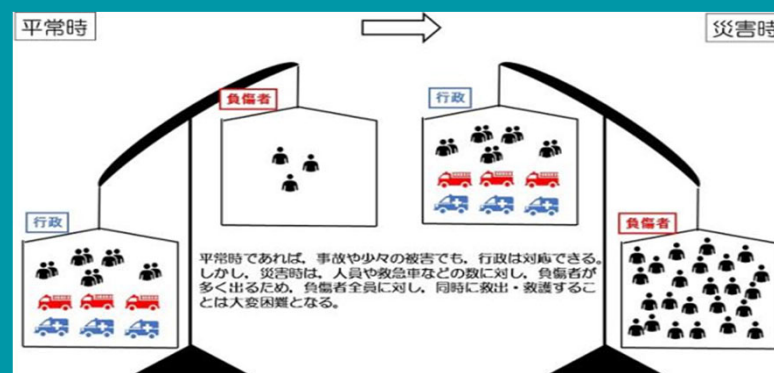 平常時
災害時
負傷者
行政
行政
負傷者
平常時であれば，事故や少々の被害でも，行政は対応できる。
しかし，災害時は，人員や救急車などの数に対し，負傷者が
多く出るため，負傷者全員に対し，同時に救出・救護するこ
とは大変困難となる。